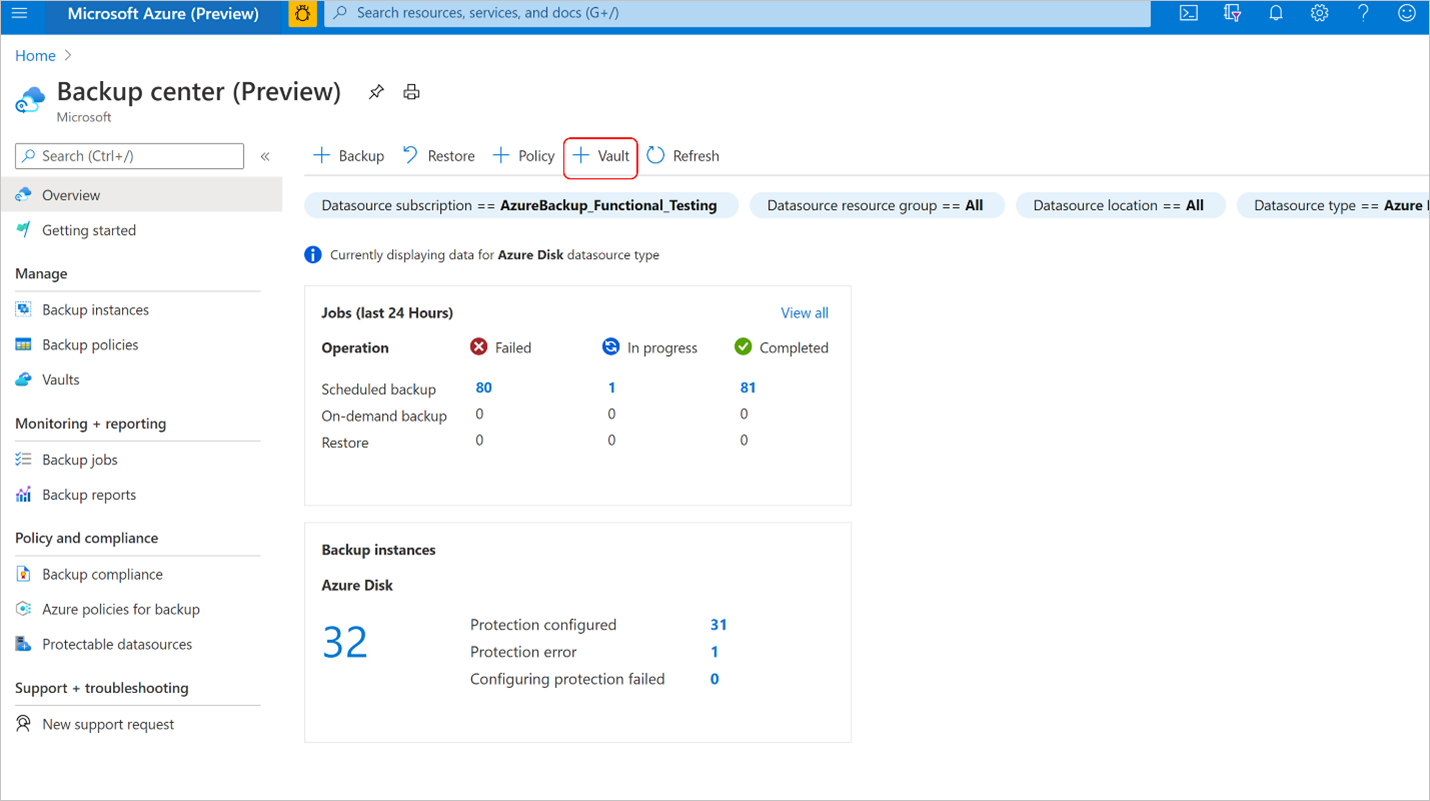 Microsoft Azure (Preview)
Search resources, services, and docs (G+/)
Home
Backup center (Preview)
Microsoft
Search (Ctrl+/)
Overview
Getting started
Manage
Backup instances
Backup policies
Vaults
Monitoring + reporting
Backup jobs
Backup reports
Policy and compliance
Backup compliance
Azure policies for backup
Protectable datasources
Support + troubleshooting
New support request
Backup Restore Policy Vault Refresh
Datasource subscription == AzureBackup_Functional_Testing Datasource resource group == All Datasource location == All Datasource type == Azure
Currently displaying data for Azure Disk datasource type
Jobs (last 24 Hours) View all
Operation Failed In progress Completed
Scheduled backup 80 1 81
On-demand backup 0 0 0
Restore 0 0 0
Backup instances
Azure Disk
32
Protection configured 31
Protection error 1
Configuring protection failed 0